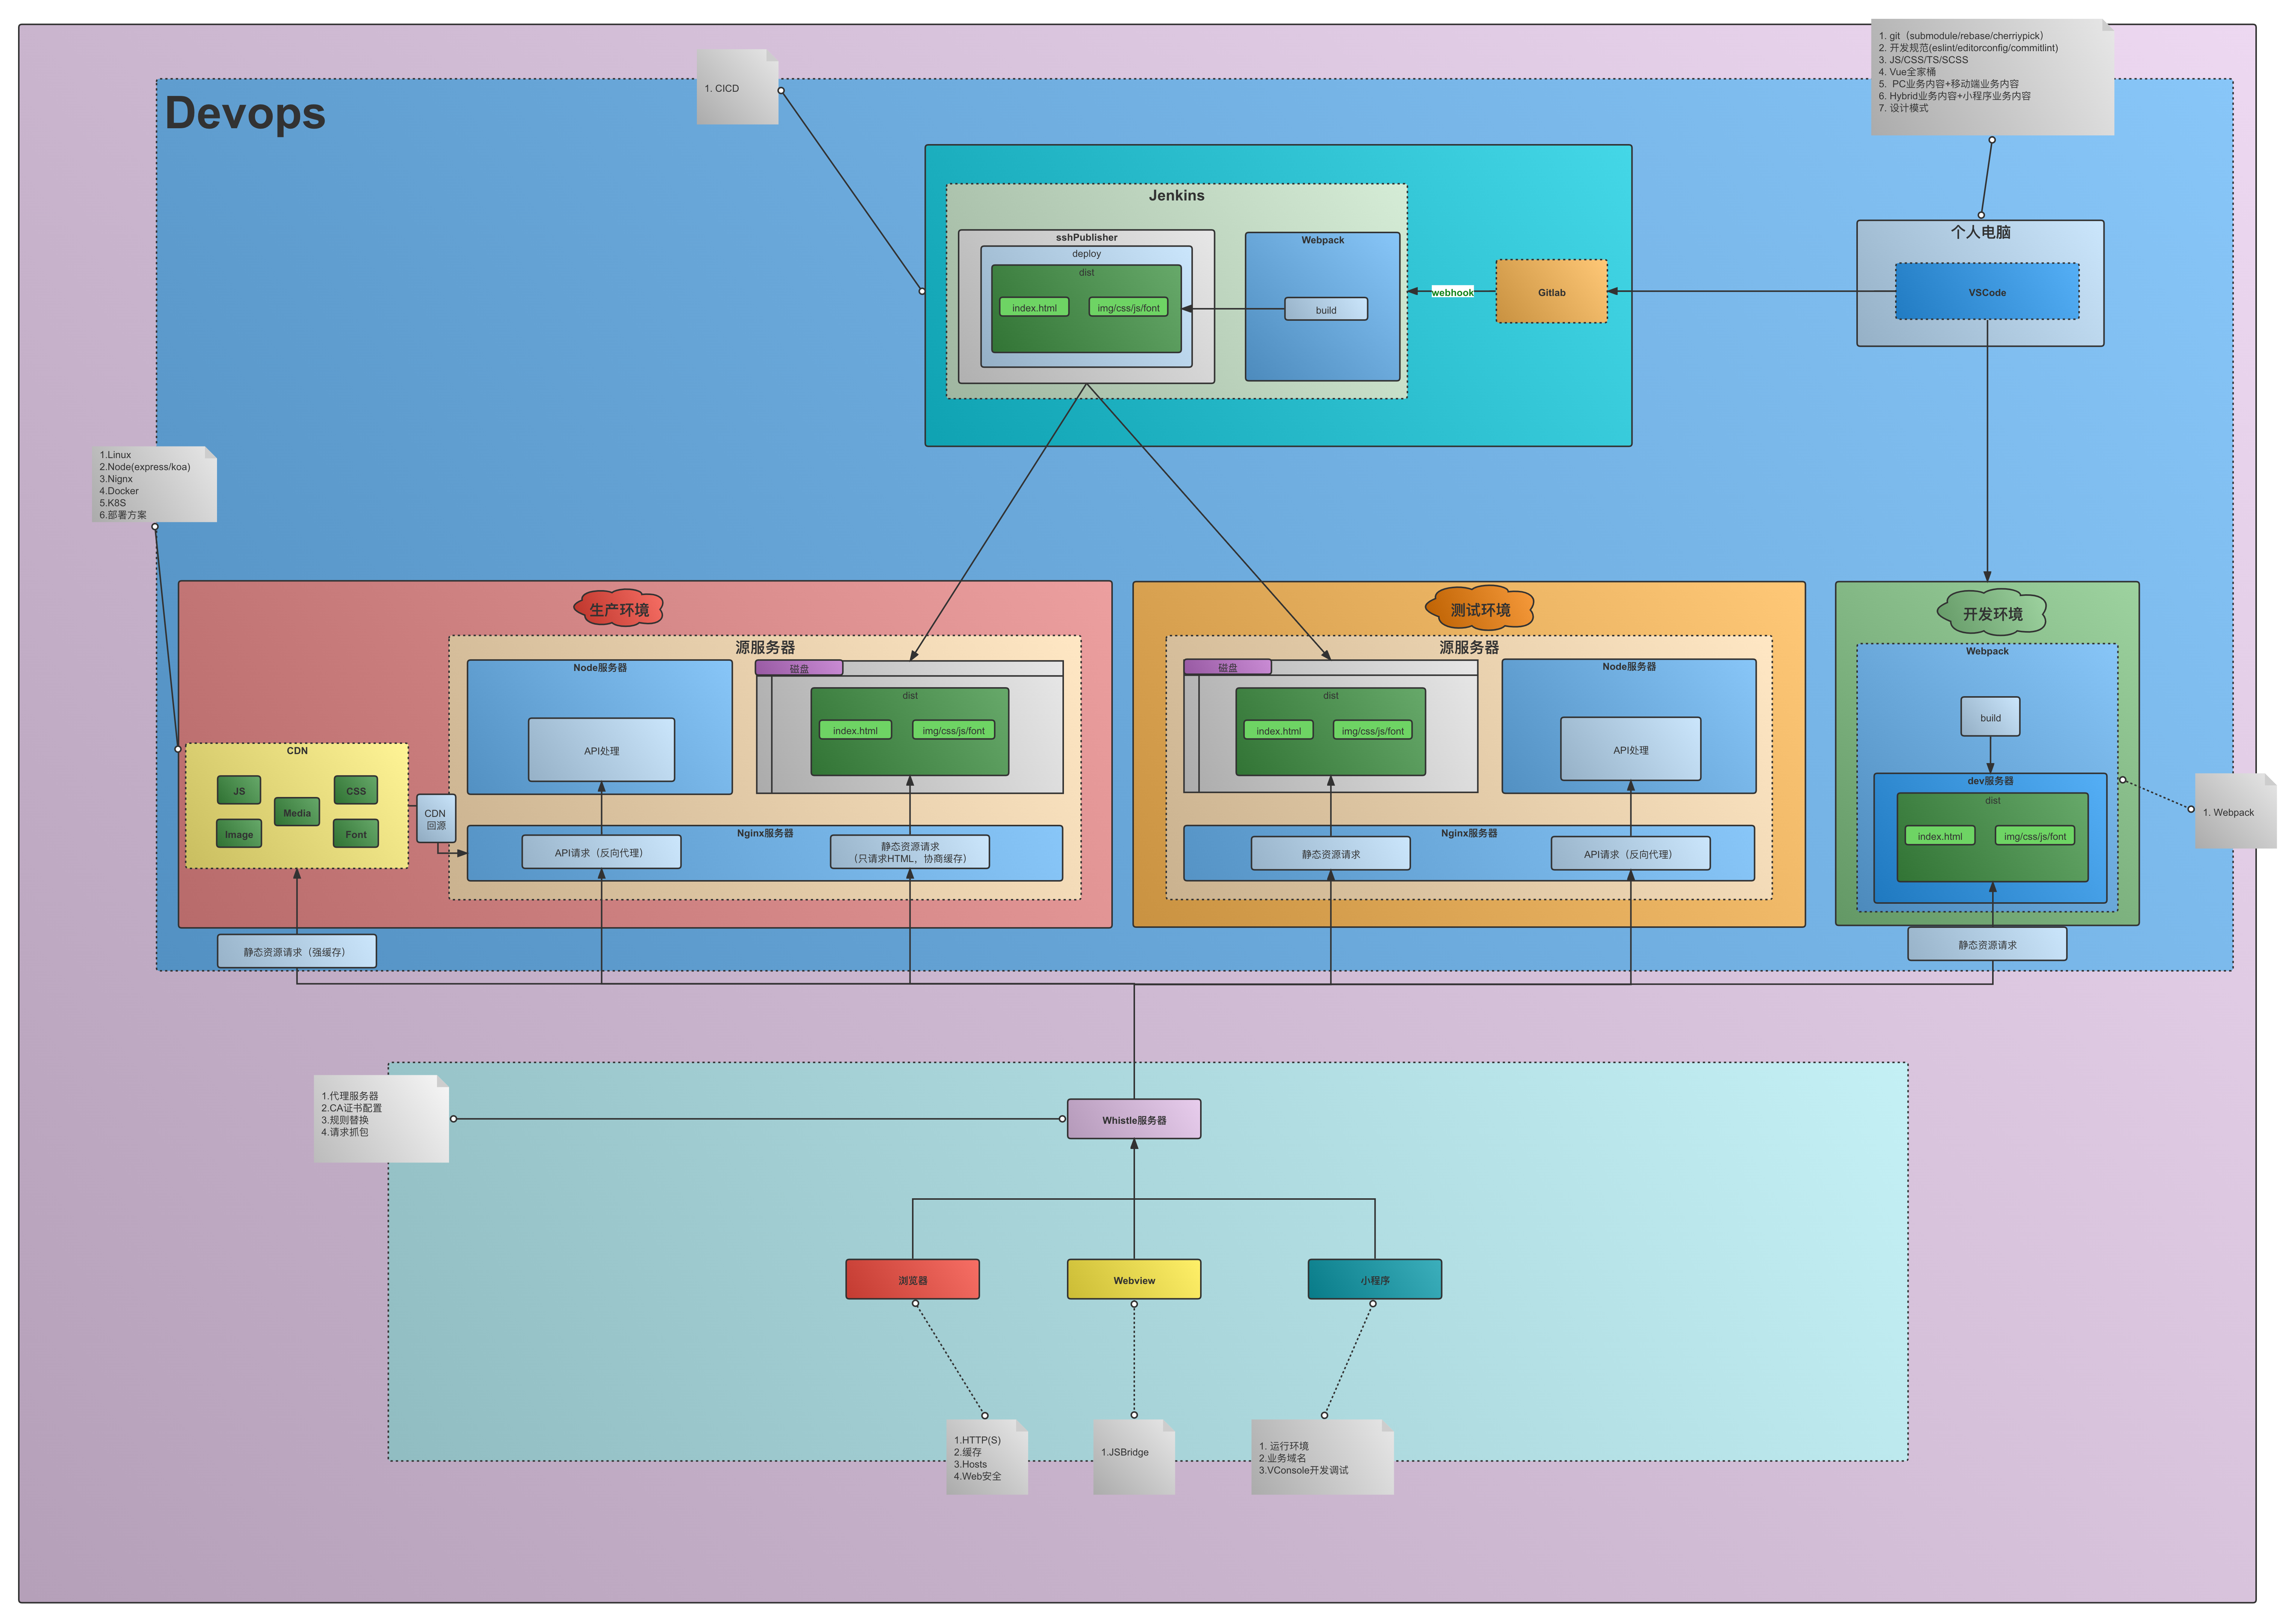 1. git（submodule/rebase/cherriypick）
2. 开发规范(eslint/editorconfig/commitlint)
3. JS/CSS/TS/SCSS
4. Vue全家桶
5. PC业务内容+移动端业务内容
6. Hybrid业务内容+小程序业务内容
7. 设计模式
1. CICD
Devops
Jenkins
sshPublisher
deploy
dist
index.html
img/css/js/font
Webpack
build
webhook
Gitlab
个人电脑
VSCode
1.Linux
2.Node(express/koa)
3.Nignx
4.Docker
5.K8S
6.部署方案
生产环境
源服务器
Node服务器
API处理
磁盘
dist
index.html
img/css/js/font
CDN
JS
CSS
Media
Image
Font
CDN
回源
Nginx服务器
API请求（反向代理）
静态资源请求
（只请求HTML，协商缓存）
静态资源请求（强缓存）
测试环境
源服务器
磁盘
dist
index.html
img/css/js/font
Node服务器
API处理
Nginx服务器
静态资源请求
API请求（反向代理）
开发环境
Webpack
build
dev服务器
dist
index.html
img/css/js/font
静态资源请求
1. Webpack
1.代理服务器
2.CA证书配置
3.规则替换
4.请求抓包
Whistle服务器
浏览器
Webview
小程序
1.HTTP(S)
2.缓存
3.Hosts
4.Web安全
1.JSBridge
1. 运行环境
2.业务域名
3.VConsole开发调试